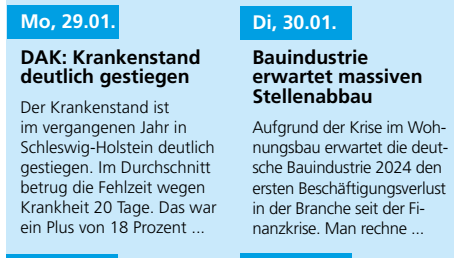 Mo, 29.01.
DAK: Krankenstand
deutlich gestiegen
Der Krankenstand ist
im vergangenen Jahr in
Schleswig-Holstein deutlich
gestiegen. Im Durchschnitt
betrug die Fehlzeit wegen
Krankheit 20 Tage. Das war
ein Plus von 18 Prozent ...
Di, 30.01.
Bauindustrie
erwartet massiven
Stellenabbau
Aufgrund der Krise im Woh-
nungsbau erwartet die deut-
sche Bauindustrie 2024 den
ersten Beschäftigungsverlust
in der Branche seit der Fi-
nanzkrise. Man rechne ...